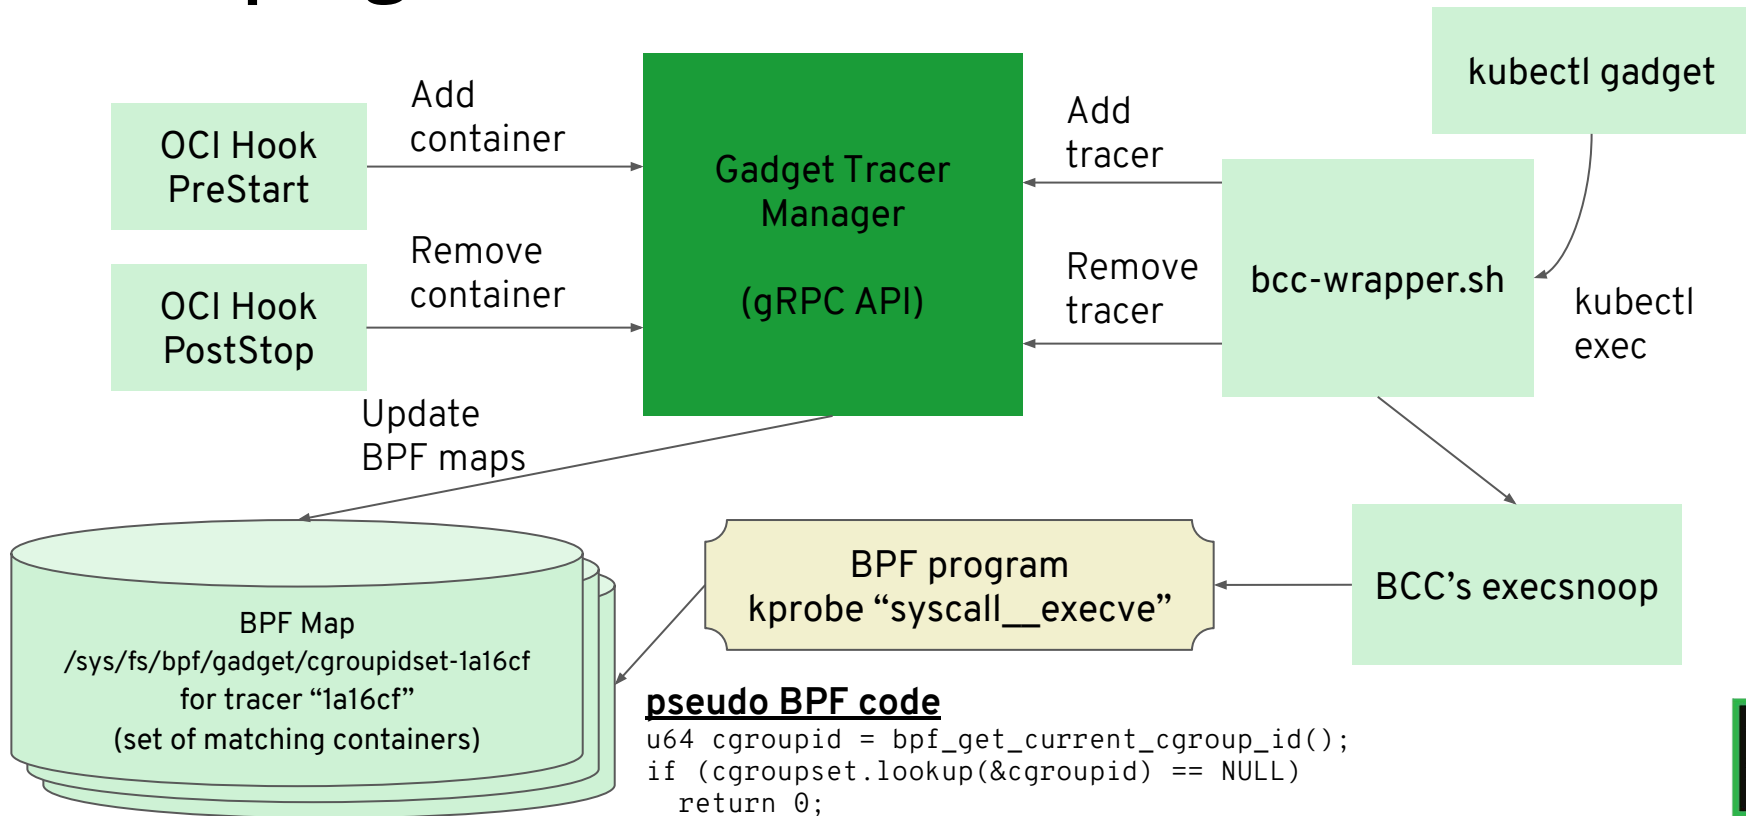 kubectl gadget
Add
container
Add
tracer
OCI Hook
PreStart
Gadget Tracer
Manager
(gRPC API)
Remove
container
Remove
tracer
bcc-wrapper.sh
OCI Hook
PostStop
kubectl
exec
Update
BPF maps
BPF program
kprobe “syscall__execve”
BCC’s execsnoop
BPF Map
/sys/fs/bpf/gadget/cgroupidset-1a16cf
for tracer “1a16cf”
(set of matching containers)
pseudo BPF code
u64 cgroupid = bpf_get_current_cgroup_id();
if (cgroupset.lookup(&cgroupid) == NULL)
  return 0;